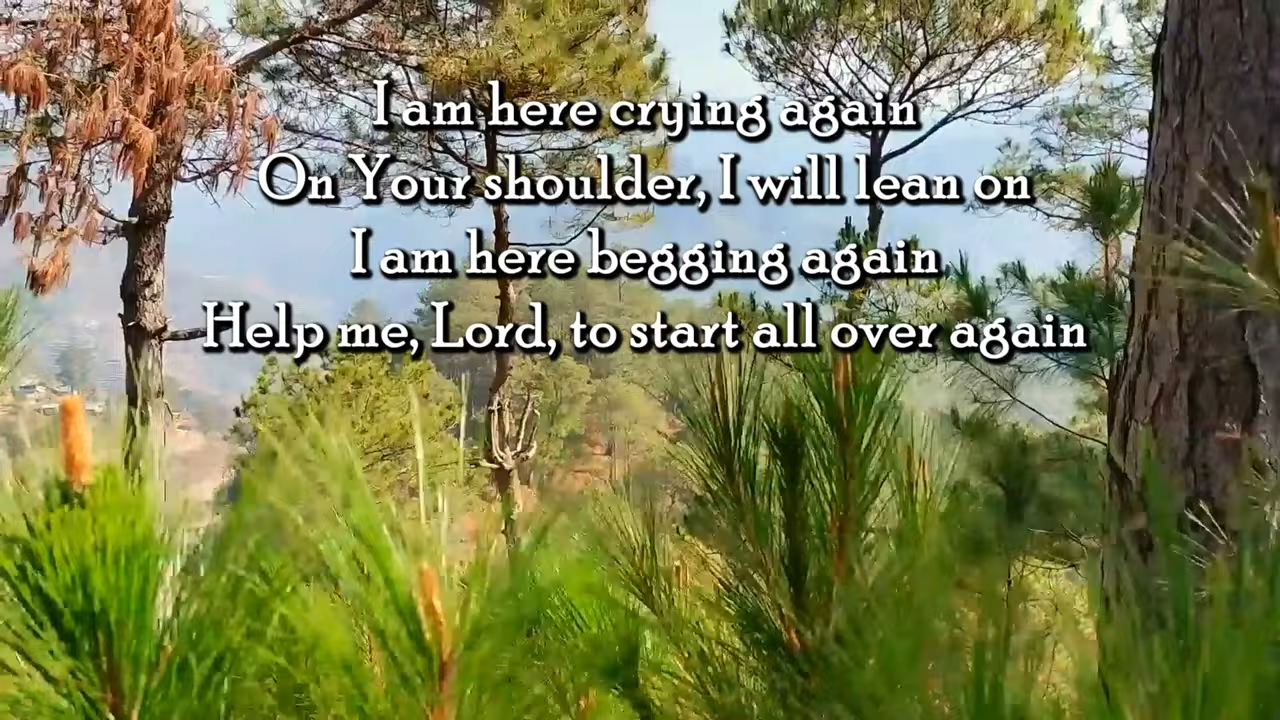 I am here crying again
On Your shoulder, I will lean on
I am here begging again
Help me, Lord, to start all over again